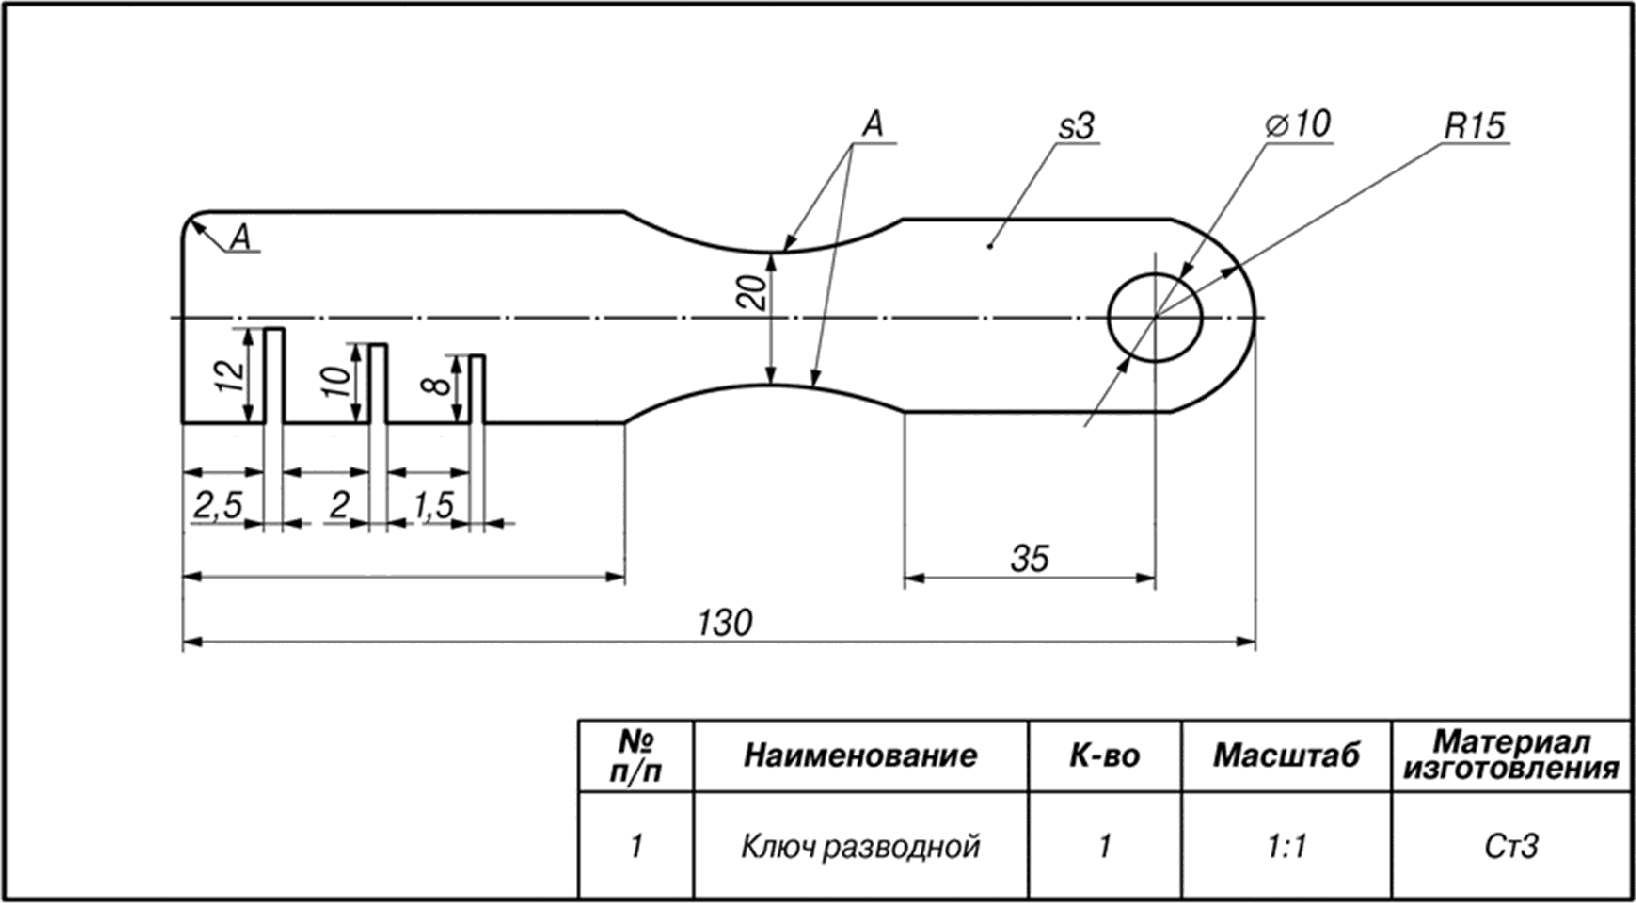 A
s3
⌀10
R15
A
20
12
10
8
2,5
2
1,5
35
130
№ п/п
Наименование
К-во
Масштаб
Материал изготовления
1
Ключ разводной
1
1:1
Ст3